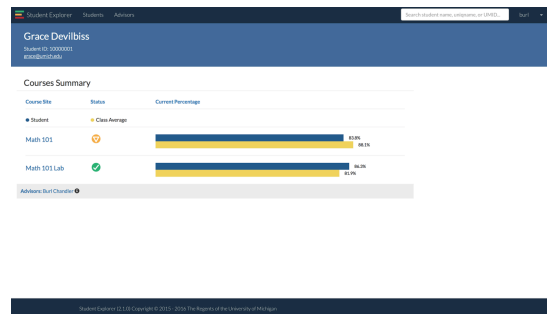 Student Explorer Students Advisors Search student name, uniqname, or UMID... burl
Grace Devilbiss
Student ID: 10000001
grace@umich.edu
Courses Summary
Course Site Status Current Percentage
Student Class Average
Math 101 83.8%
88.1%
Math 101 Lab 86.3%
81.9%
Advisors: Burl Chandler
Student Explorer (2.1.0) Copyright © 2015 - 2016 The Regents of the University of Michigan